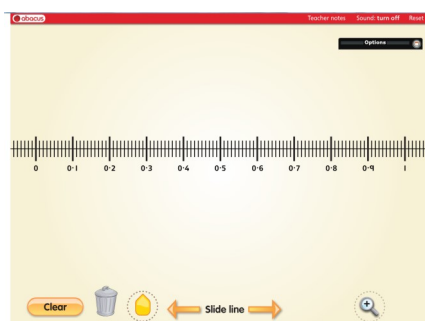 abacus
Teacher notes Sound: turn off Reset
Options
0 0·1 0·2 0·3 0·4 0·5 0·6 0·7 0·8 0·9 1
Clear
Slide line